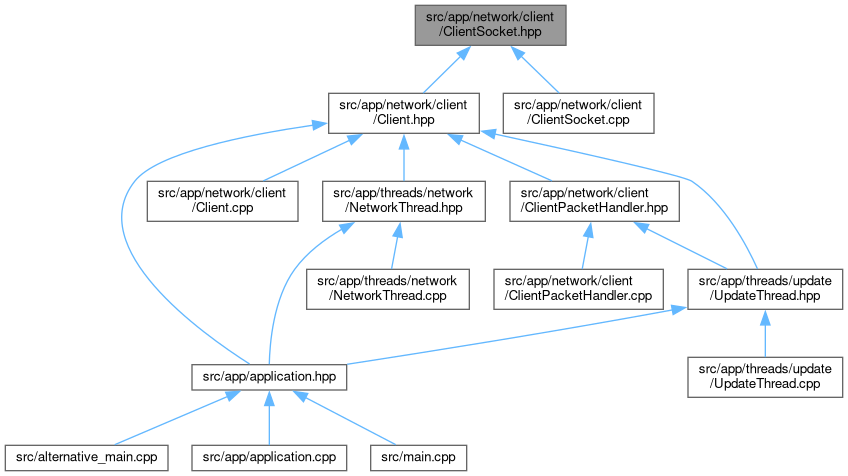 src/app/network/client
/ClientSocket.hpp
src/app/network/client
/Client.hpp
src/app/network/client
/ClientSocket.cpp
src/app/network/client
/Client.cpp
src/app/threads/network
/NetworkThread.hpp
src/app/network/client
/ClientPacketHandler.hpp
src/app/threads/network
/NetworkThread.cpp
src/app/network/client
/ClientPacketHandler.cpp
src/app/threads/update
/UpdateThread.hpp
src/app/application.hpp
src/app/threads/update
/UpdateThread.cpp
src/alternative_main.cpp
src/app/application.cpp
src/main.cpp